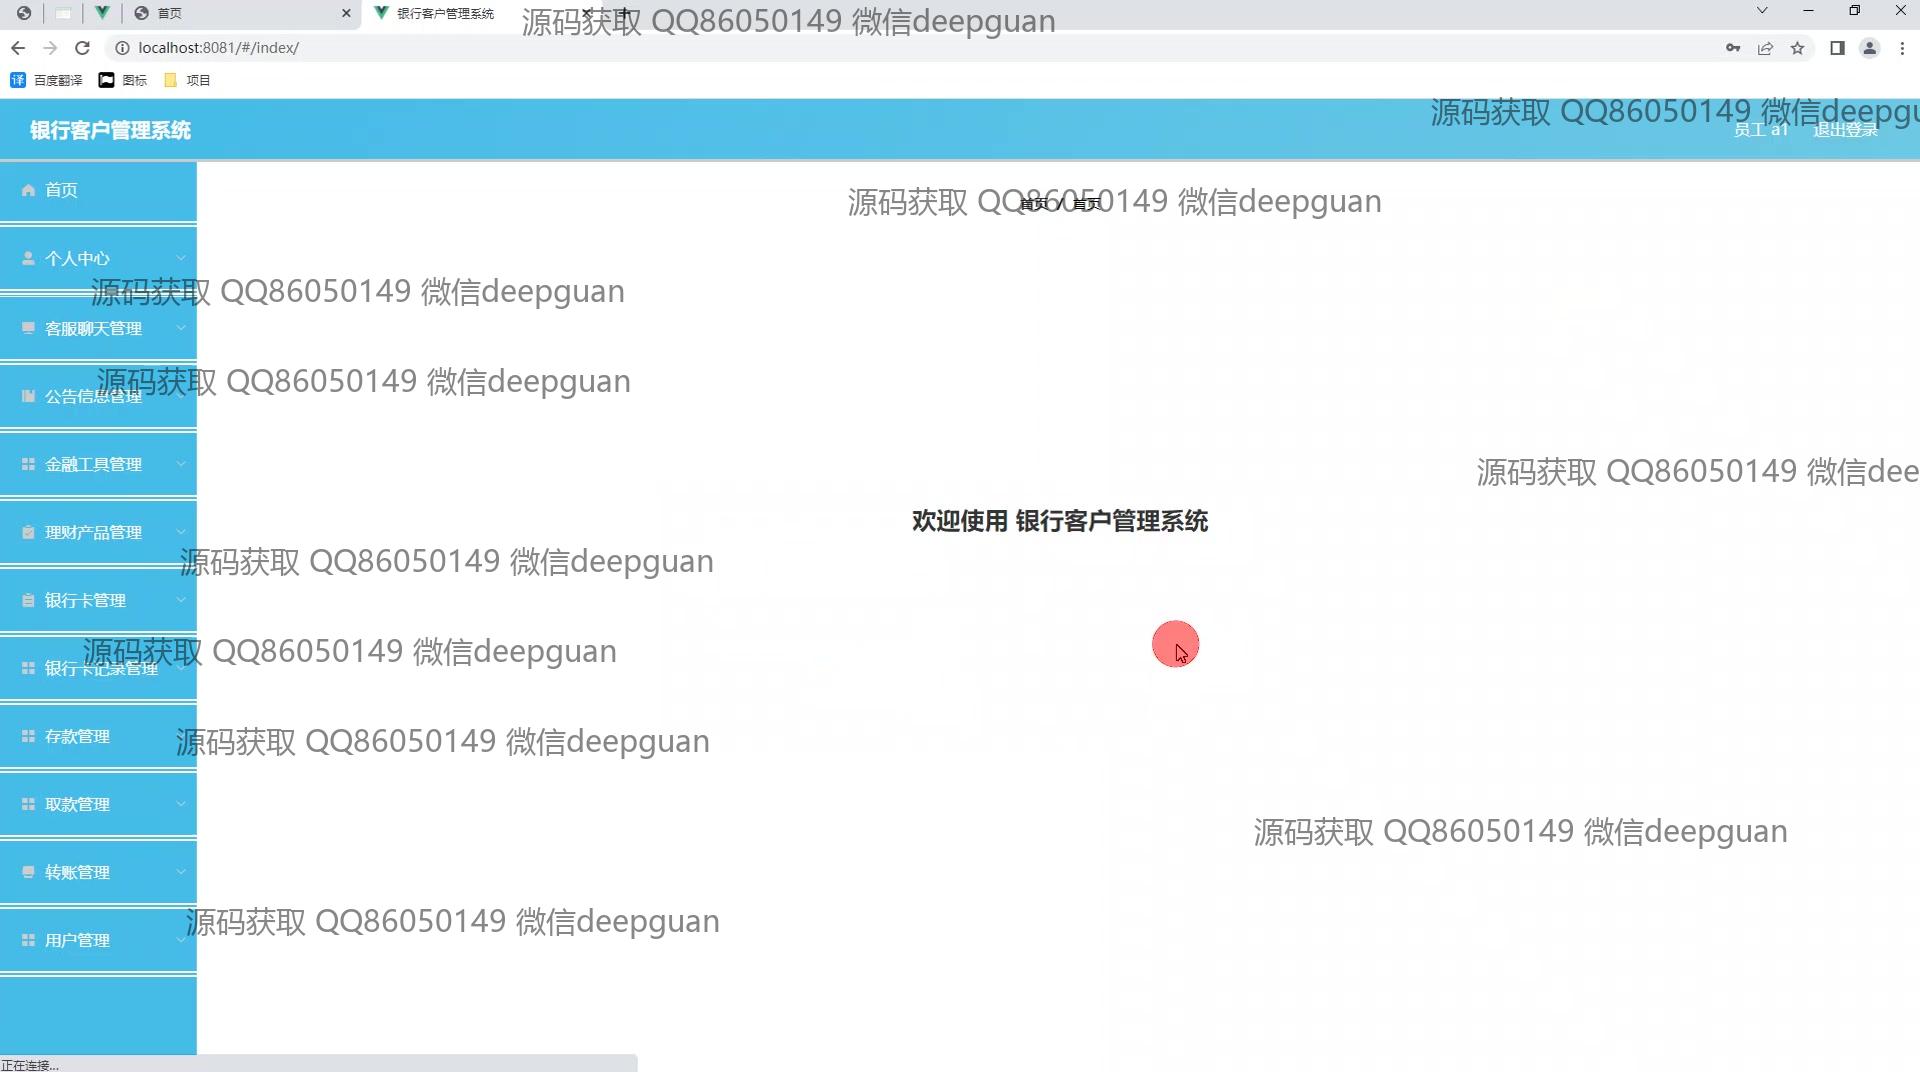 首页
银行客户管理系统
源码获取 QQ86050149 微信deepguan
localhost:8081/#/index/
百度翻译
图标
项目
源码获取 QQ86050149 微信deepgu
银行客户管理系统
员工 a1
退出登录
首页
源码获取 QQ86050149 微信deepguan
首页 / 首页
个人中心
源码获取 QQ86050149 微信deepguan
客服聊天管理
源码获取 QQ86050149 微信deepguan
公告信息管理
金融工具管理
源码获取 QQ86050149 微信dee
欢迎使用 银行客户管理系统
理财产品管理
源码获取 QQ86050149 微信deepguan
银行卡管理
源码获取 QQ86050149 微信deepguan
银行卡记录管理
存款管理
源码获取 QQ86050149 微信deepguan
取款管理
源码获取 QQ86050149 微信deepguan
转账管理
源码获取 QQ86050149 微信deepguan
用户管理
正在连接...